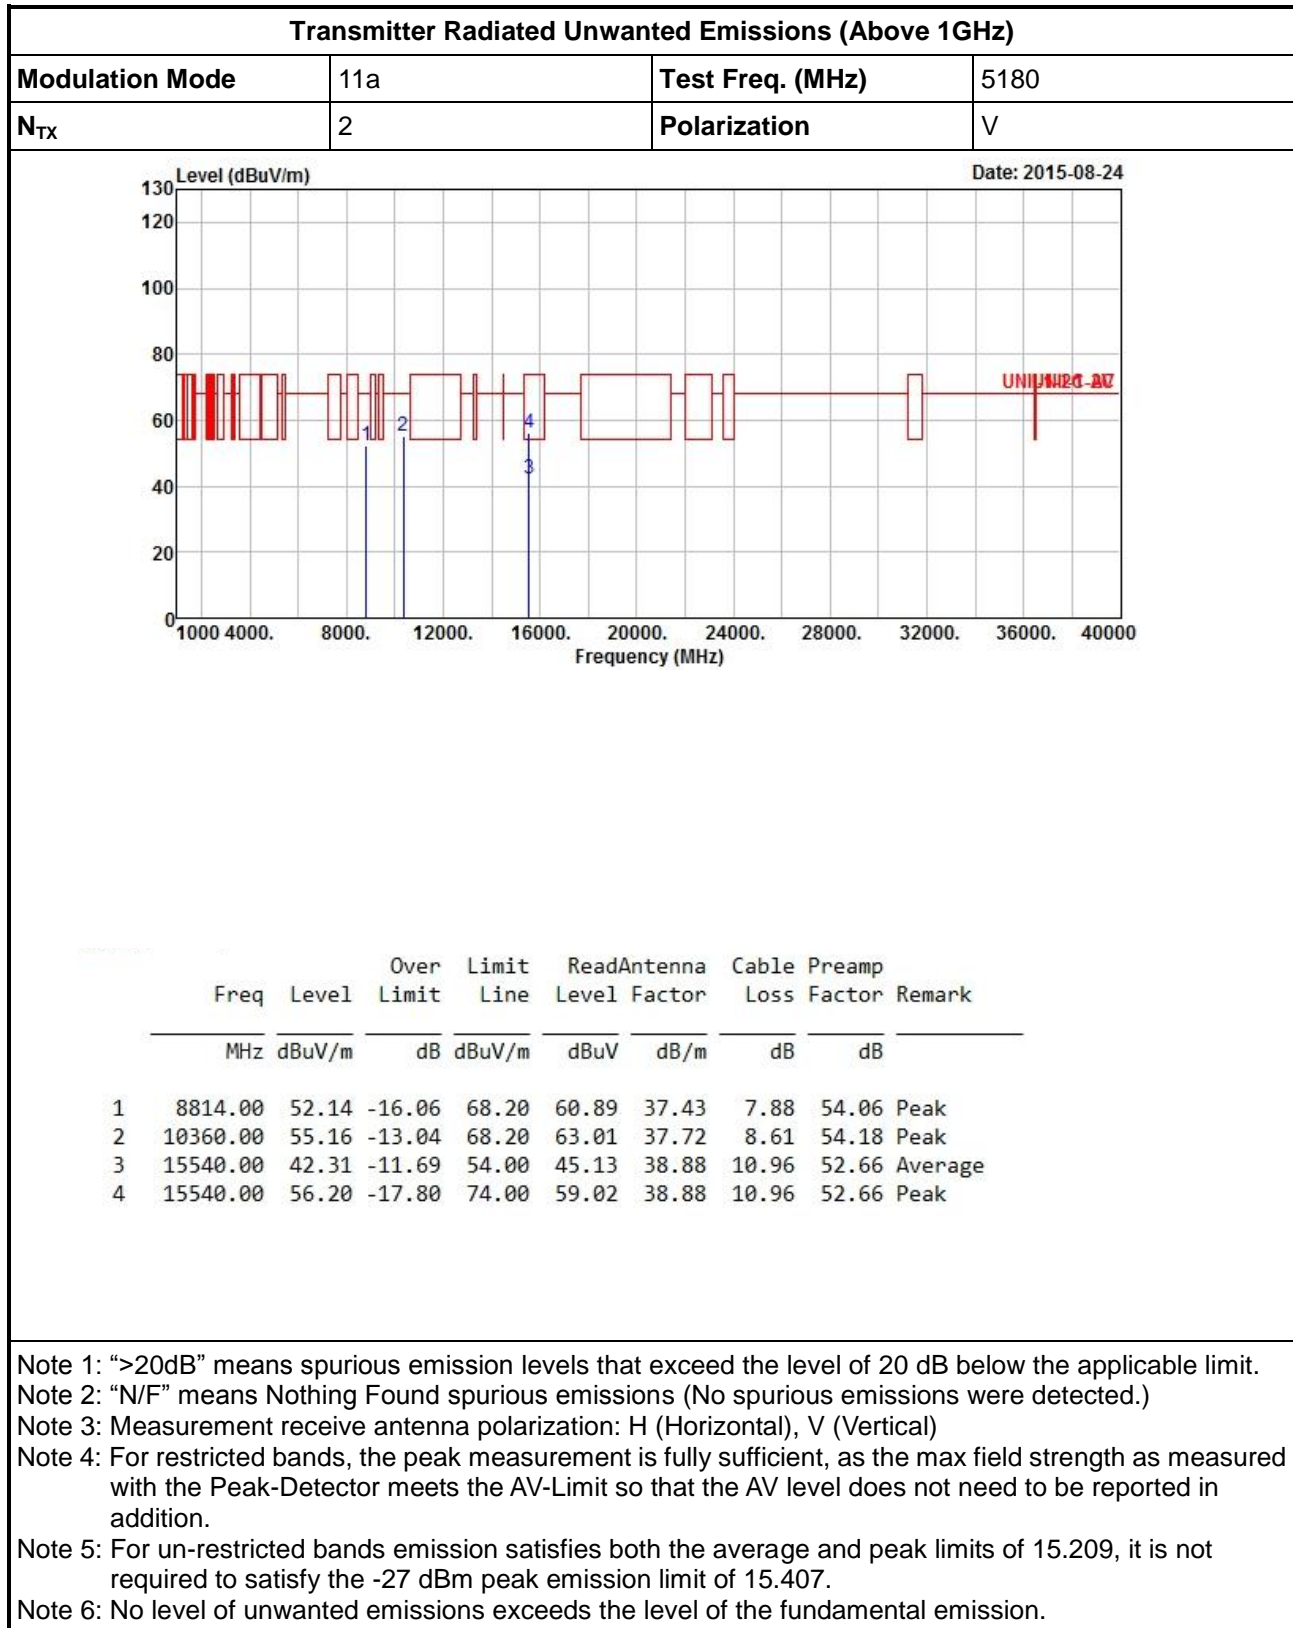 Transmitter Radiated Unwanted Emissions (Above 1GHz)
Modulation Mode 11a Test Freq. (MHz) 5180
NTX 2 Polarization V
Level (dBuV/m) Date: 2015-08-24
130
120
100
80
60
40
20
0
1 2 3 4
1000 4000. 8000. 12000. 16000. 20000. 24000. 28000. 32000. 36000. 40000
Frequency (MHz)
Over Limit ReadAntenna Cable Preamp
Freq Level Limit Line Level Factor Loss Factor Remark
MHz dBuV/m dB dBuV/m dBuV dB/m dB dB
1 8814.00 52.14 -16.06 68.20 60.89 37.43 7.88 54.06 Peak
2 10360.00 55.16 -13.04 68.20 63.01 37.72 8.61 54.18 Peak
3 15540.00 42.31 -11.69 54.00 45.13 38.88 10.96 52.66 Average
4 15540.00 56.20 -17.80 74.00 59.02 38.88 10.96 52.66 Peak
Note 1: “>20dB” means spurious emission levels that exceed the level of 20 dB below the applicable limit.
Note 2: “N/F” means Nothing Found spurious emissions (No spurious emissions were detected.)
Note 3: Measurement receive antenna polarization: H (Horizontal), V (Vertical)
Note 4: For restricted bands, the peak measurement is fully sufficient, as the max field strength as measured
with the Peak-Detector meets the AV-Limit so that the AV level does not need to be reported in
addition.
Note 5: For un-restricted bands emission satisfies both the average and peak limits of 15.209, it is not
required to satisfy the -27 dBm peak emission limit of 15.407.
Note 6: No level of unwanted emissions exceeds the level of the fundamental emission.